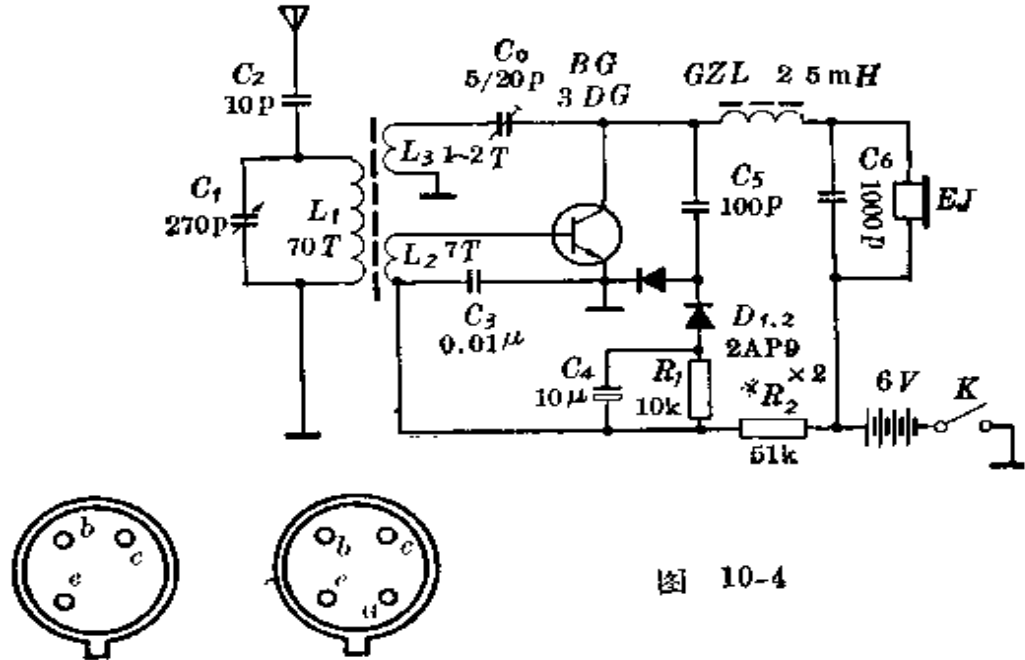 C₂
10P
C₀
5/20P
BG
3DG
GZL 2 5mH
C₁
270P
L₁
70T
L₃ 1~2T
L₂ 7T
C₃
0.01μ
C₅
100P
C₆
1000P
EJ
D₁.₂
2AP9
×2
C₄
10μ
R₁
10k
*R₂
51k
6V
K
b
c
e
b
c
图 10-4